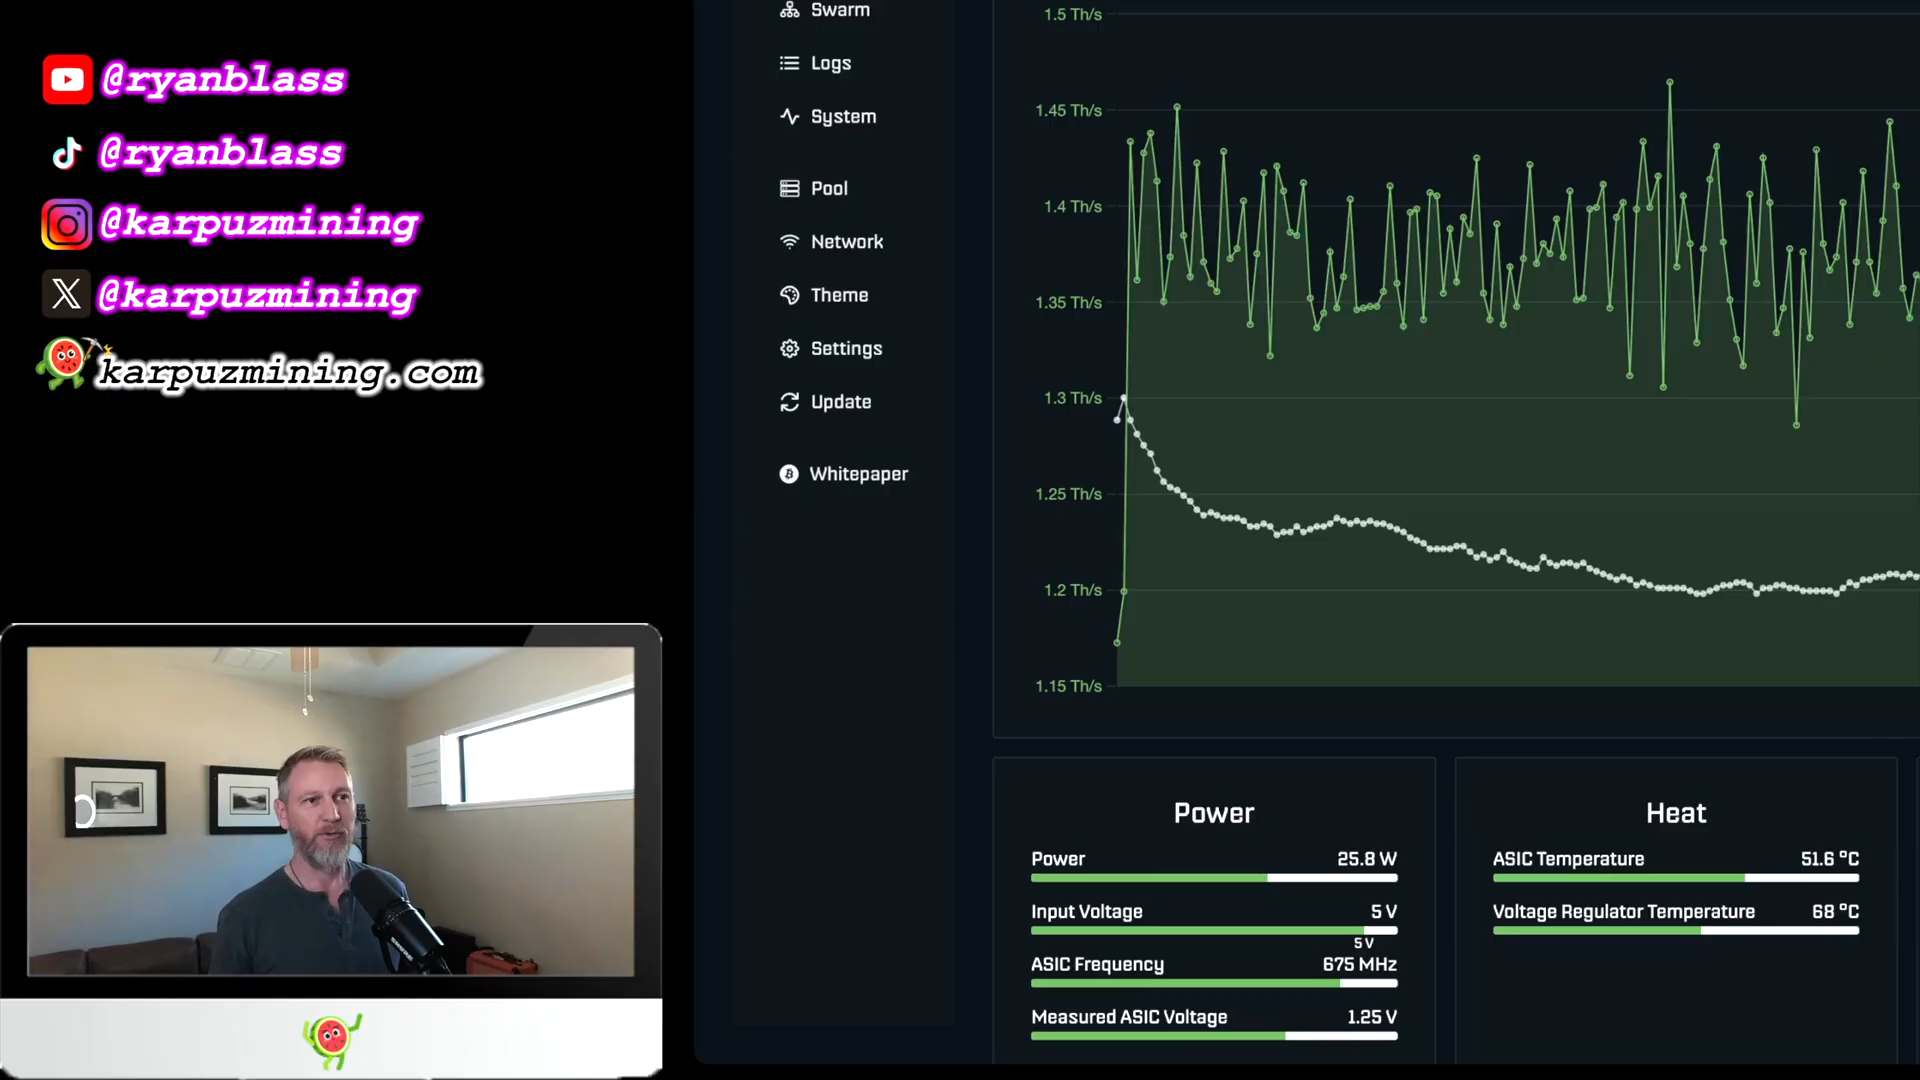 @ryanblass
@ryanblass
@karpuzmining
@karpuzmining
karpuzmining.com
Swarm
Logs
System
Pool
Network
Theme
Settings
Update
Whitepaper
1.5 Th/s
1.45 Th/s
1.4 Th/s
1.35 Th/s
1.3 Th/s
1.25 Th/s
1.2 Th/s
1.15 Th/s
Power
Power 25.8 W
Input Voltage 5 V
5 V
ASIC Frequency 675 MHz
Measured ASIC Voltage 1.25 V
Heat
ASIC Temperature 51.6 °C
Voltage Regulator Temperature 68 °C